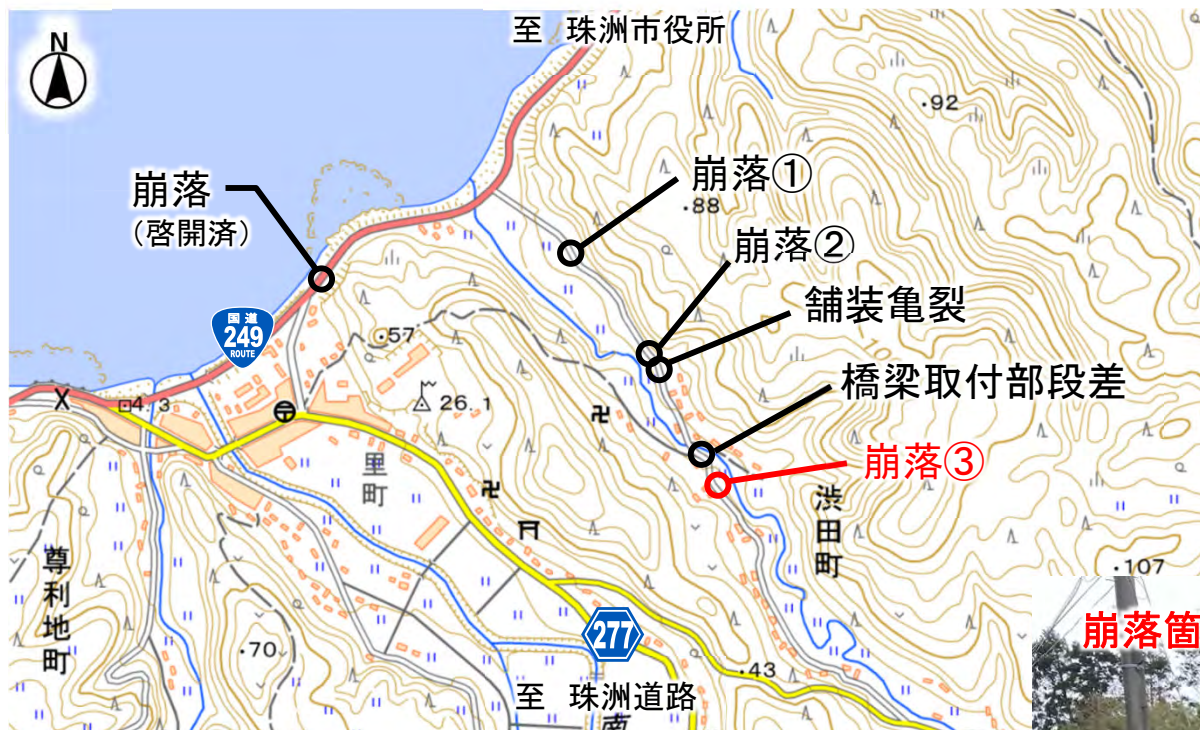 至 珠洲市役所
N
・92
崩落①
崩落
(啓開済)
・88
崩落②
舗装亀裂
国道
249
ROUTE
・57
橋梁取付部段差
4.3
26.1
崩落③
里町
渋田町
尊利地町
・107
崩落箇
277
・70
・43
至 珠洲道路
南